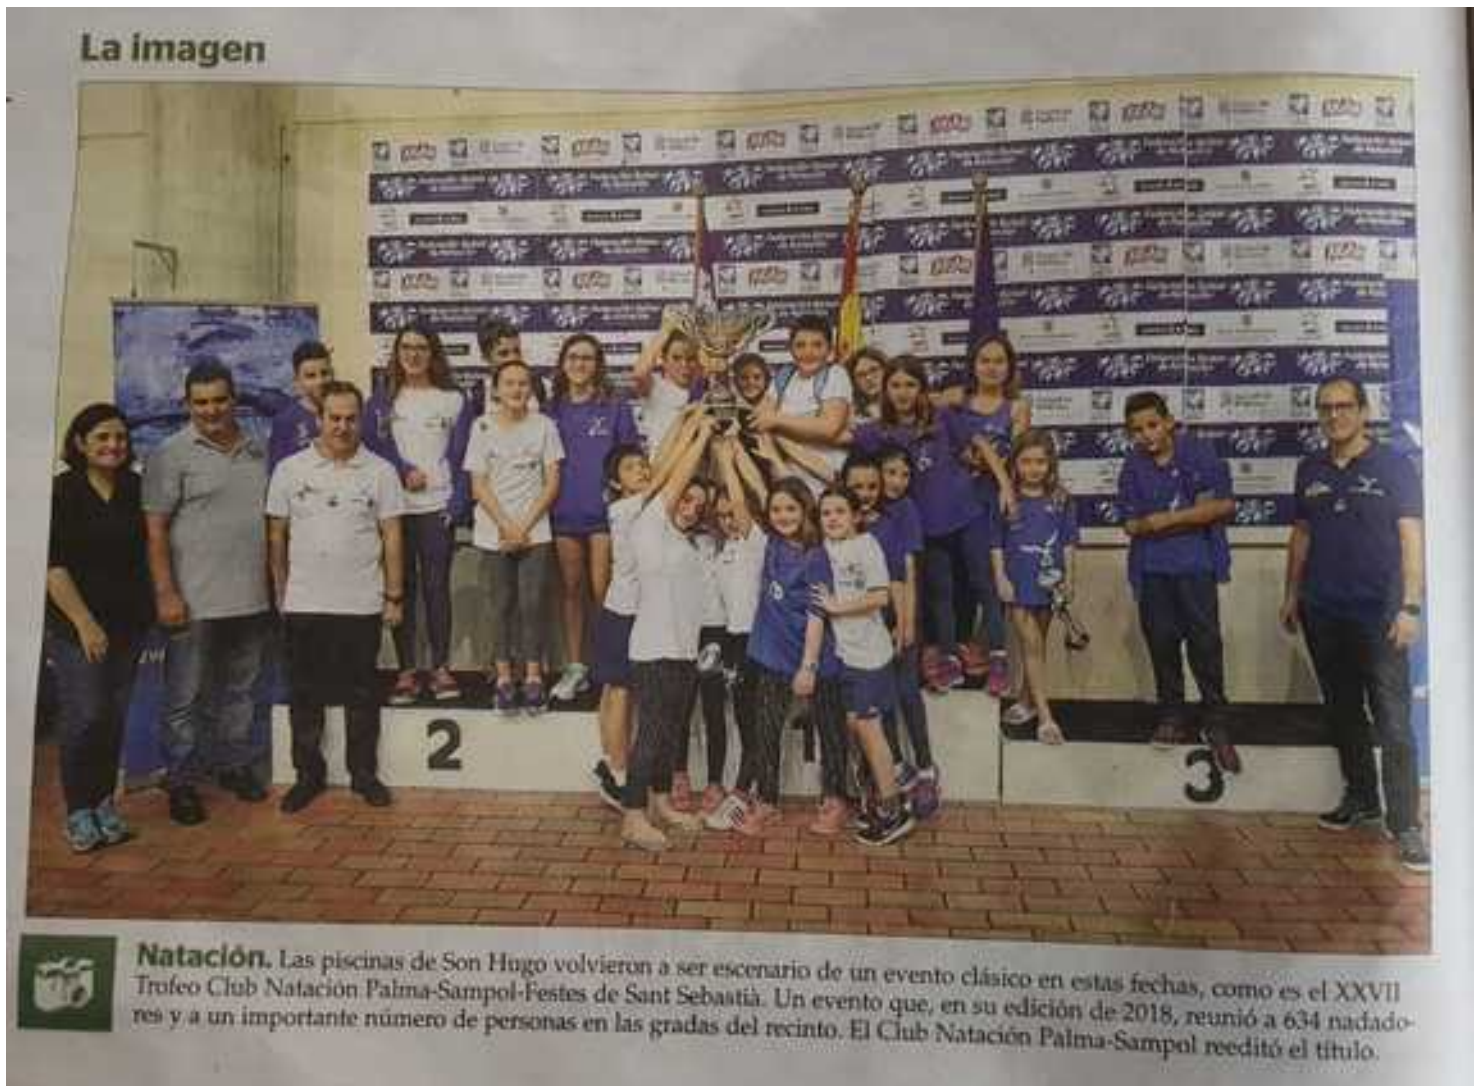 La imagen
2
1
3
Natación. Las piscinas de Son Hugo volvieron a ser escenario de un evento clásico en estas fechas, como es el XXVII
Trofeo Club Natación Palma-Sampol-Festes de Sant Sebastià. Un evento que, en su edición de 2018, reunió a 634 nadado-
res y a un importante número de personas en las gradas del recinto. El Club Natación Palma-Sampol reeditó el título.